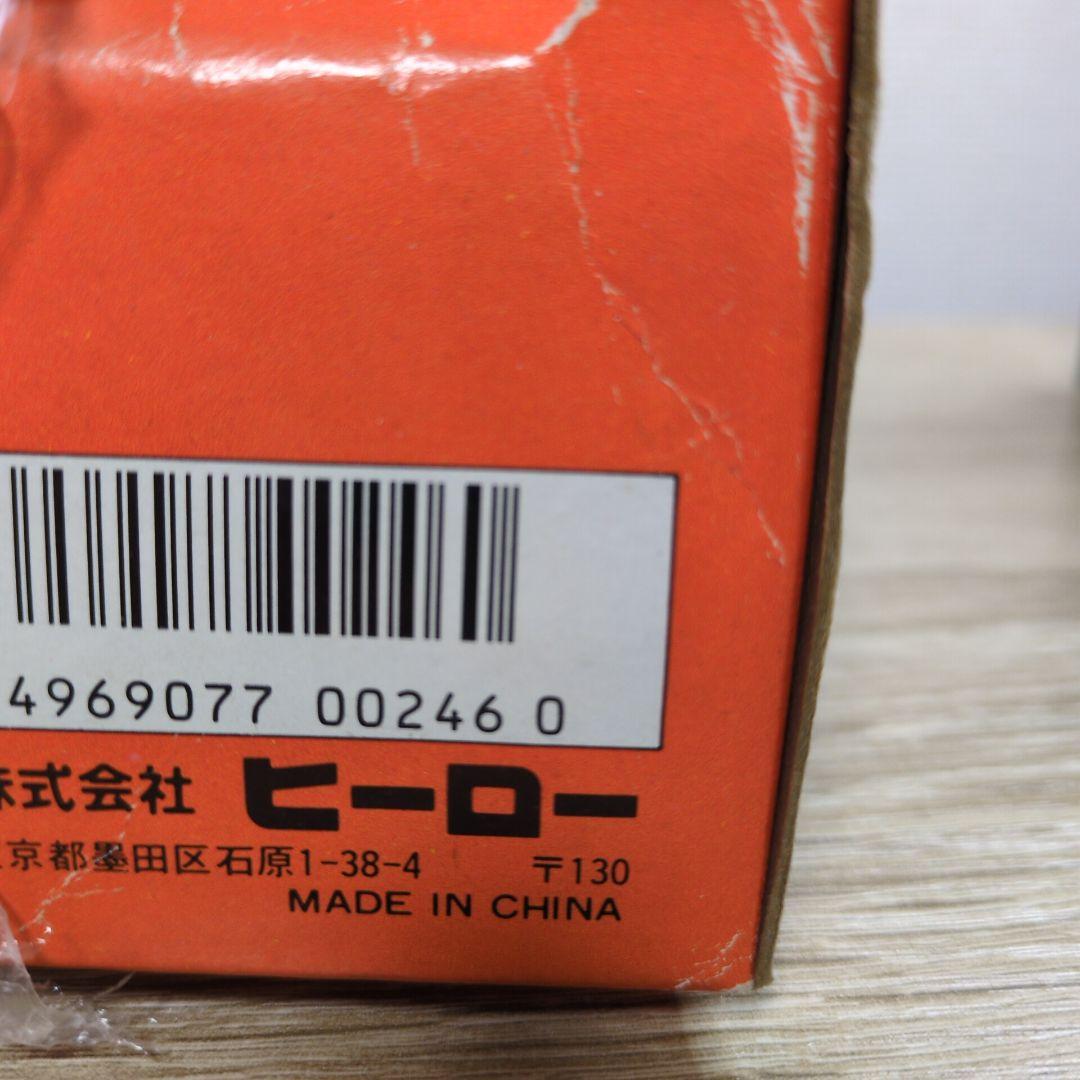 4969077 00246 0
株式会社 ヒーロー
京都墨田区石原1-38-4 〒130
MADE IN CHINA